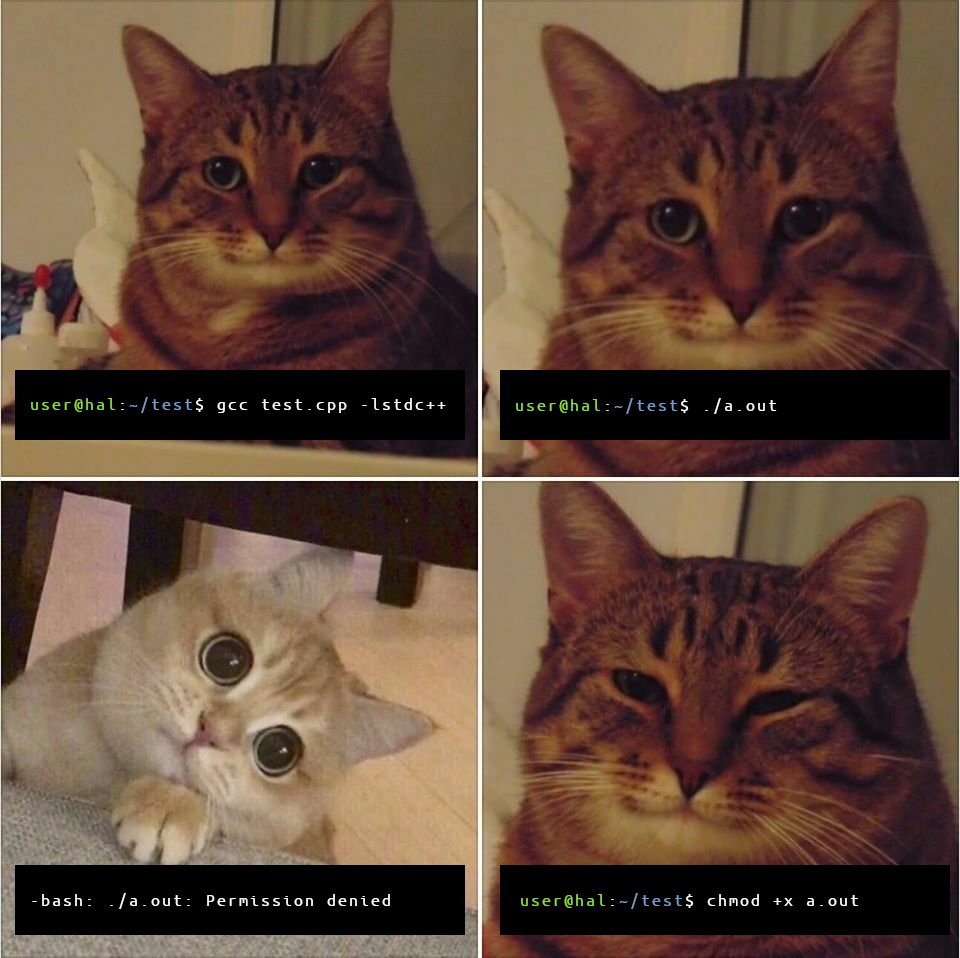 user@hal:~/test$ gcc test.cpp -lstdc++
user@hal:~/test$ ./a.out
-bash: ./a.out: Permission denied
user@hal:~/test$ chmod +x a.out